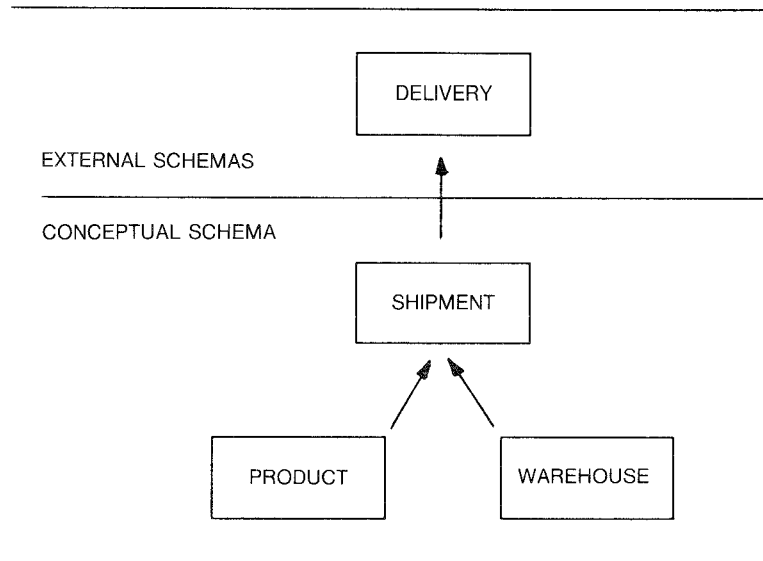 DELIVERY
EXTERNAL SCHEMAS
CONCEPTUAL SCHEMA
SHIPMENT
PRODUCT
WAREHOUSE